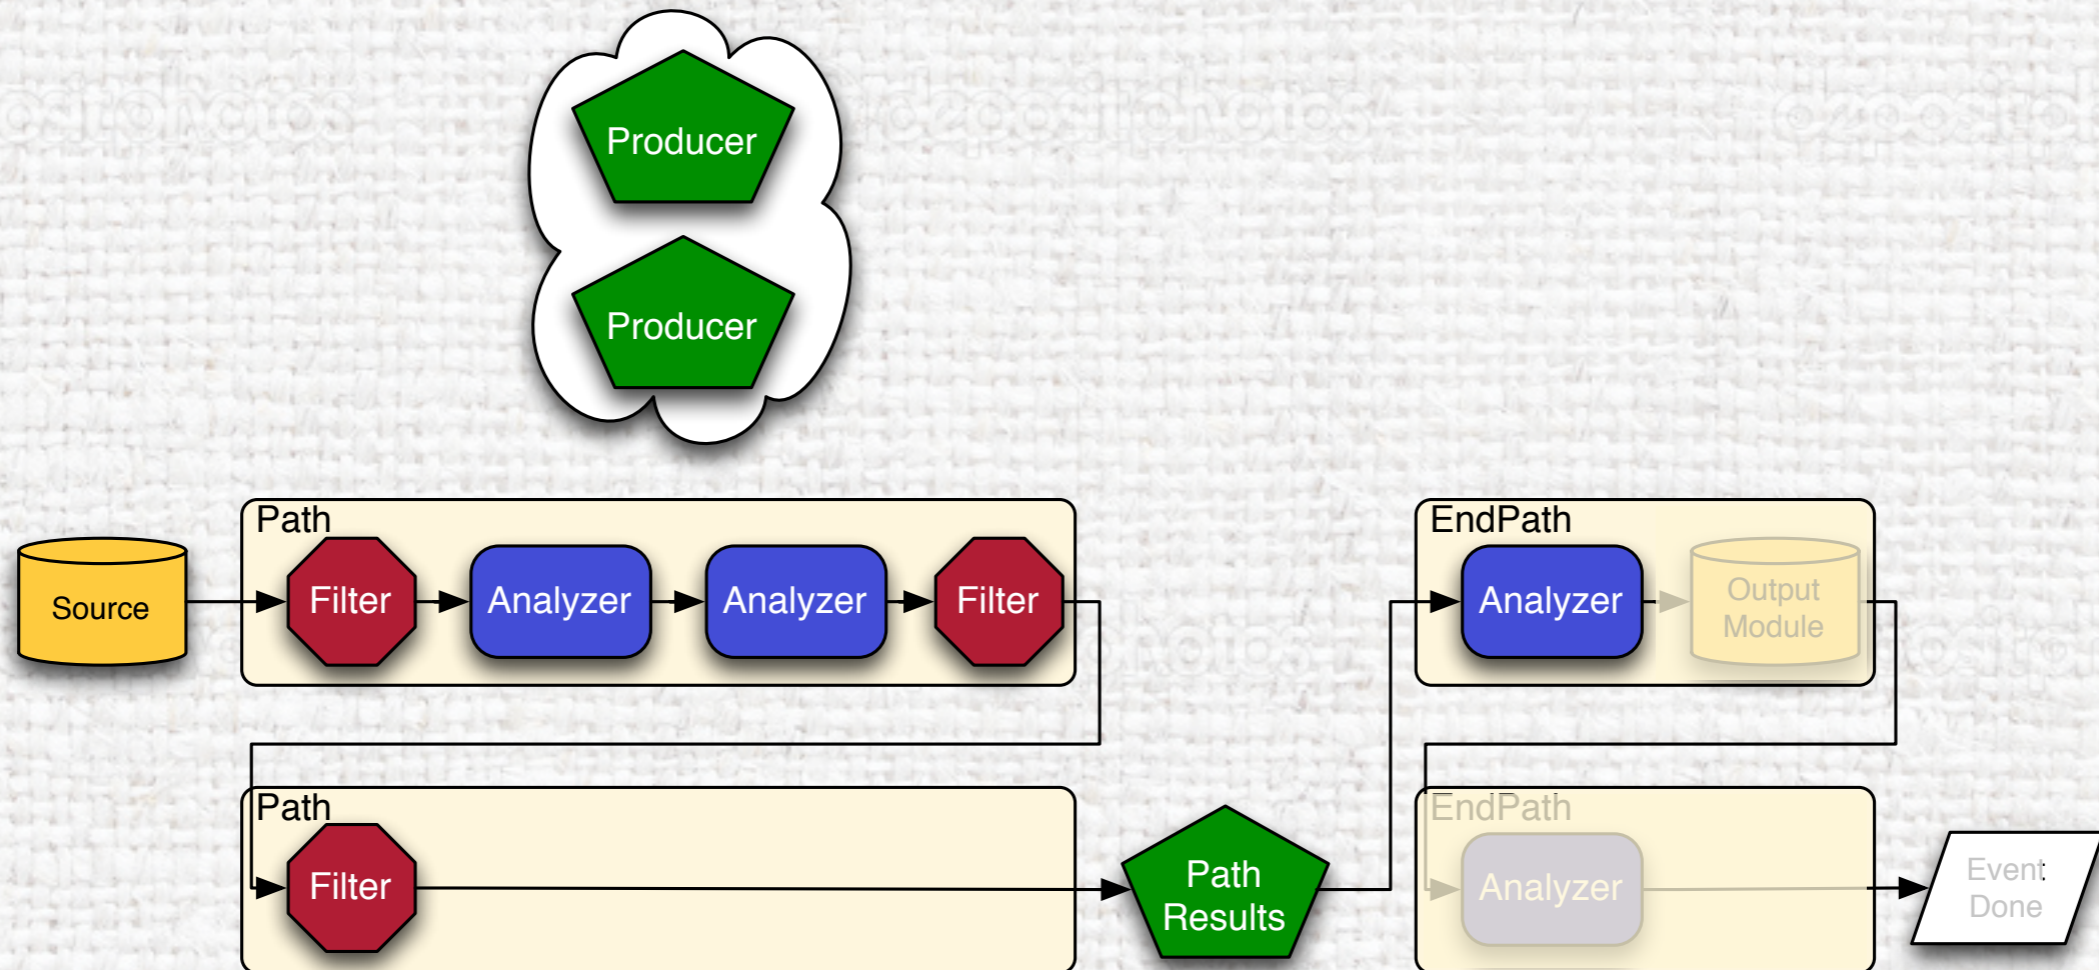 Producer
Producer
Path
Source
Filter
Analyzer
Analyzer
Filter
EndPath
Analyzer
Output
Module
Path
Filter
Path
Results
EndPath
Analyzer
Event
Done